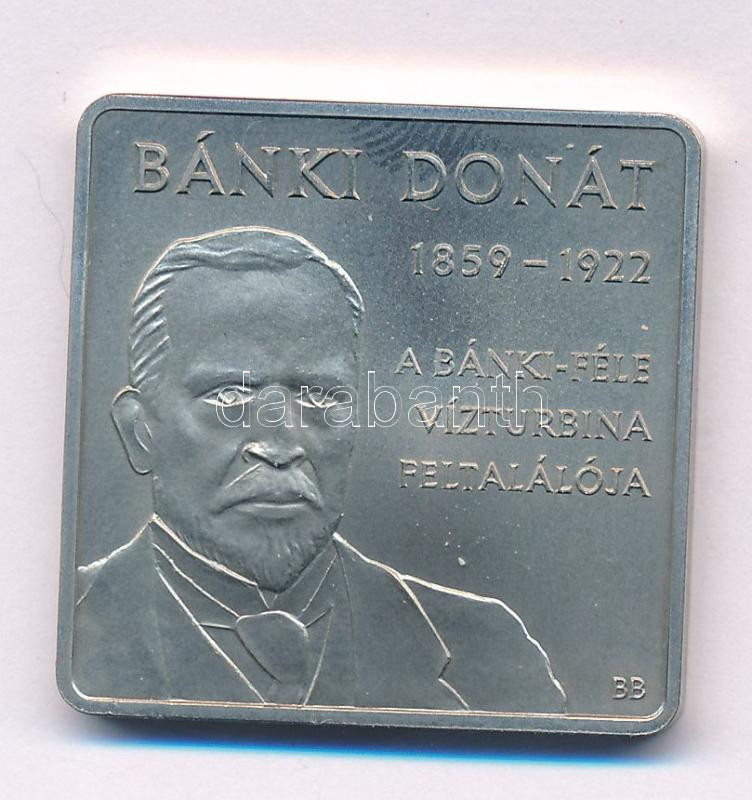 BÁNKI DONÁT
1859 – 1922
A BÁNKI-FÉLE
VÍZTURBINA
FELTALÁLÓJA
BB
darabanth